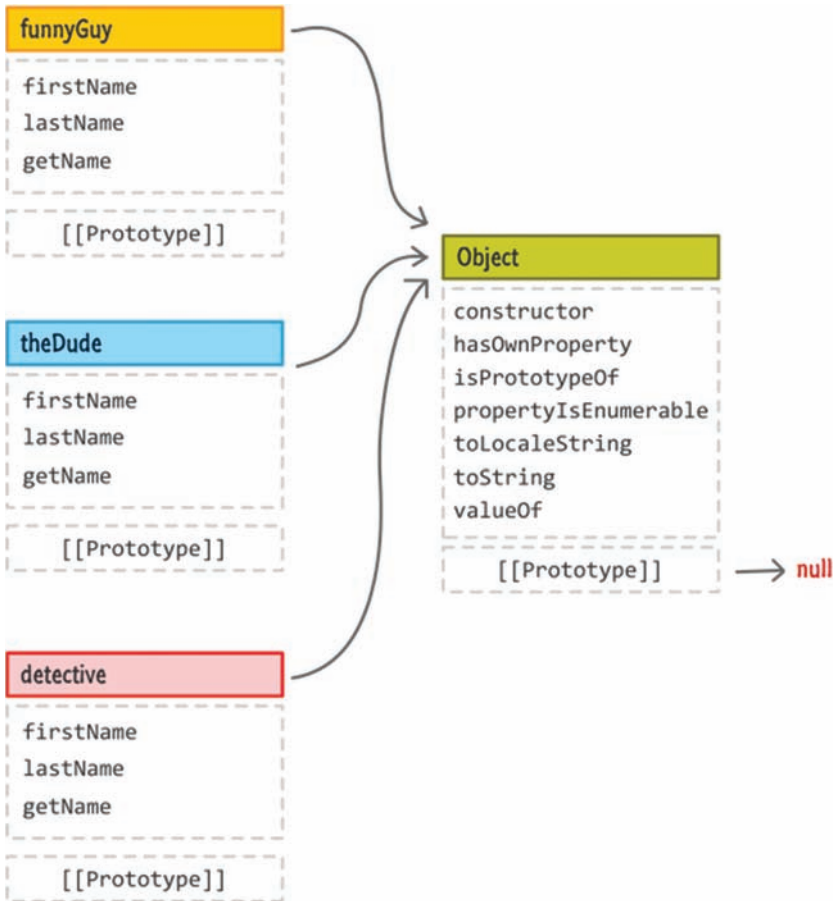 funnyGuy
firstName
lastName
getName
[[Prototype]]
theDude
firstName
lastName
getName
[[Prototype]]
detective
firstName
lastName
getName
[[Prototype]]
Object
constructor
hasOwnProperty
isPrototypeOf
propertyIsEnumerable
toLocaleString
toString
valueOf
[[Prototype]]
null